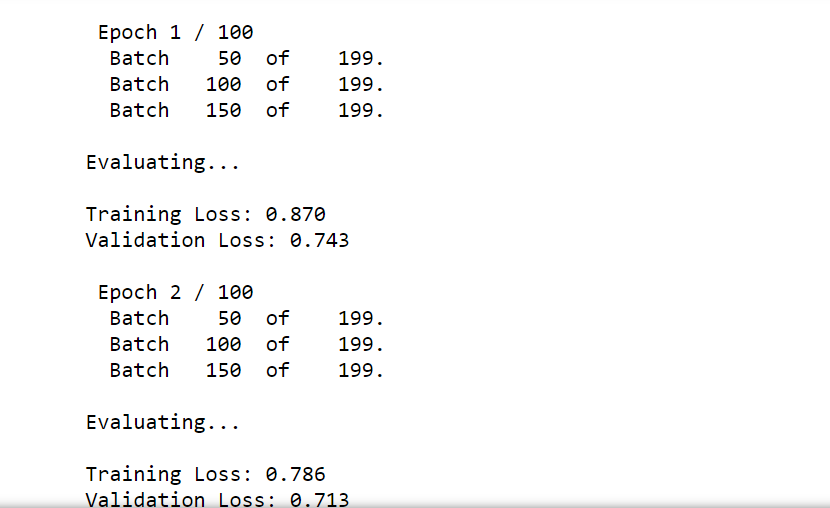 Epoch 1 / 100
Batch 50 of 199.
Batch 100 of 199.
Batch 150 of 199.
Evaluating...
Training Loss: 0.870
Validation Loss: 0.743
Epoch 2 / 100
Batch 50 of 199.
Batch 100 of 199.
Batch 150 of 199.
Evaluating...
Training Loss: 0.786
Validation Loss: 0.713